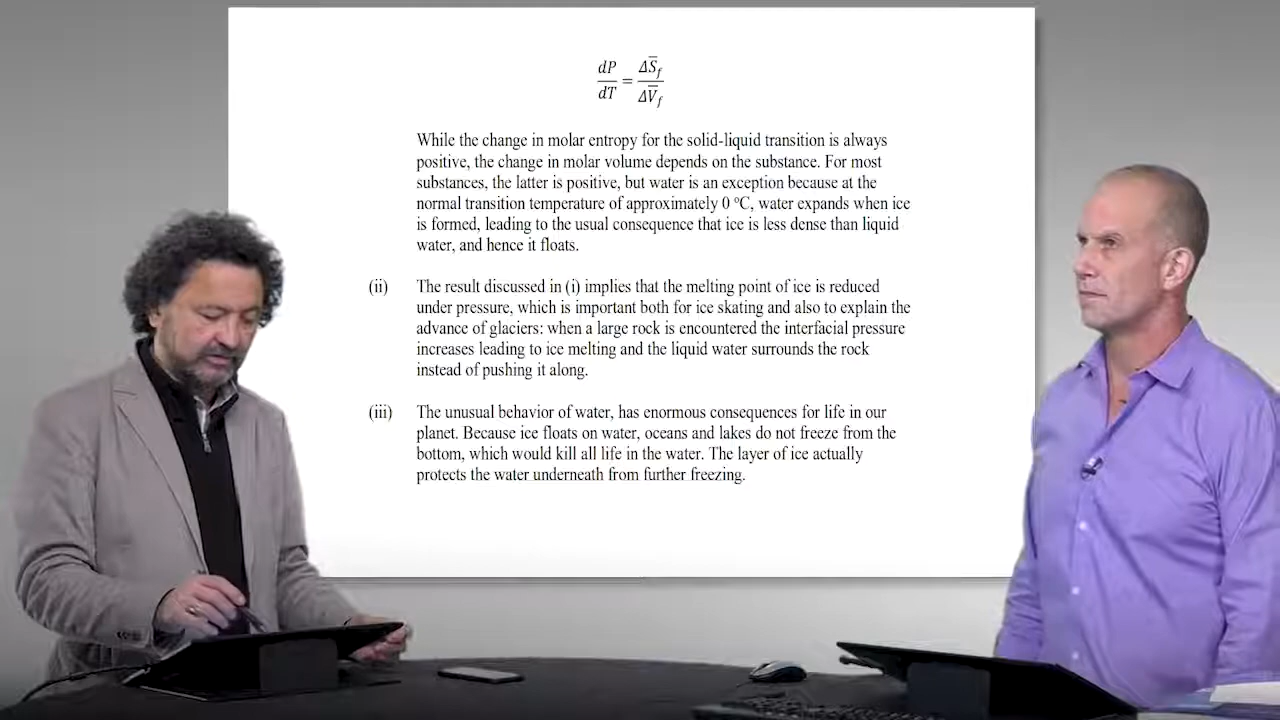 dP/dT = ΔS̄f/ΔV̄f
While the change in molar entropy for the solid-liquid transition is always
positive, the change in molar volume depends on the substance. For most
substances, the latter is positive, but water is an exception because at the
normal transition temperature of approximately 0 °C, water expands when ice
is formed, leading to the usual consequence that ice is less dense than liquid
water, and hence it floats.
(ii) The result discussed in (i) implies that the melting point of ice is reduced
under pressure, which is important both for ice skating and also to explain the
advance of glaciers: when a large rock is encountered the interfacial pressure
increases leading to ice melting and the liquid water surrounds the rock
instead of pushing it along.
(iii) The unusual behavior of water, has enormous consequences for life in our
planet. Because ice floats on water, oceans and lakes do not freeze from the
bottom, which would kill all life in the water. The layer of ice actually
protects the water underneath from further freezing.